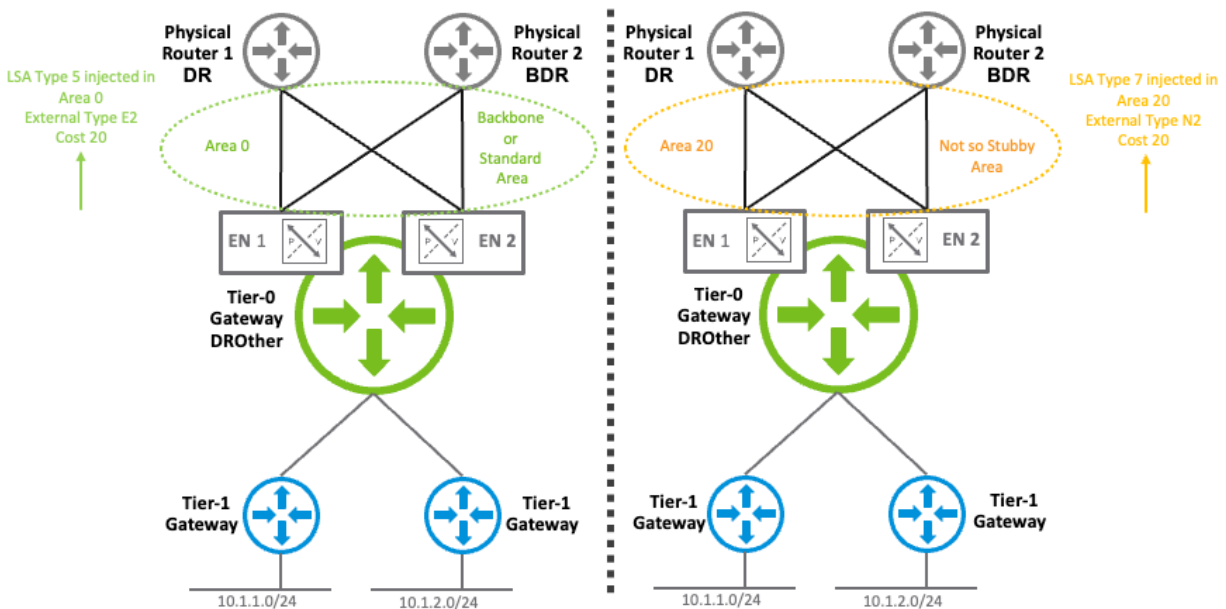 Physical
Router 1
DR
Physical
Router 2
BDR
LSA Type 5 injected in
Area 0
External Type E2
Cost 20
Area 0
Backbone
or
Standard
Area
EN 1
P V
P V
EN 2
Tier-0
Gateway
DROther
Tier-1
Gateway
Tier-1
Gateway
10.1.1.0/24
10.1.2.0/24
Physical
Router 1
DR
Physical
Router 2
BDR
LSA Type 7 injected in
Area 20
External Type N2
Cost 20
Area 20
Not so Stubby
Area
EN 1
P V
P V
EN 2
Tier-0
Gateway
DROther
Tier-1
Gateway
Tier-1
Gateway
10.1.1.0/24
10.1.2.0/24